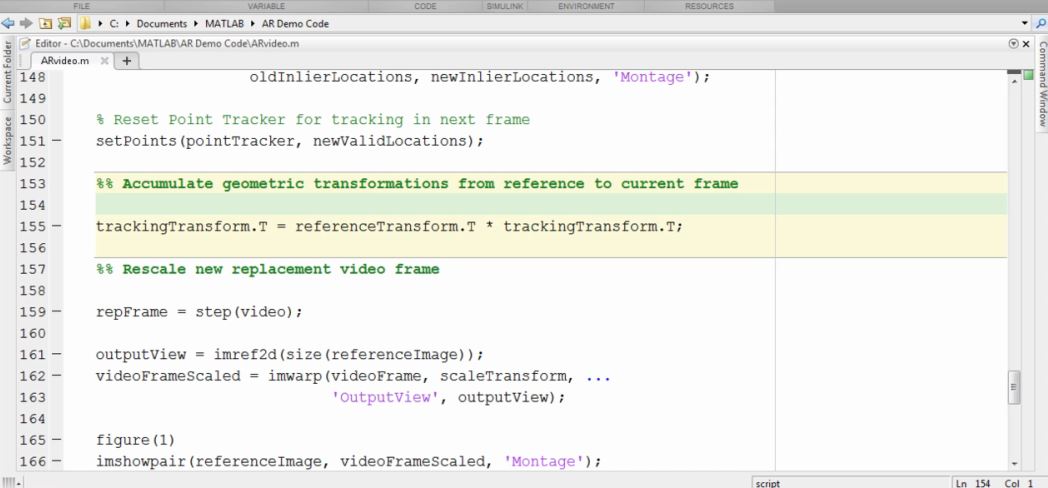 FILE VARIABLE CODE SIMULINK ENVIRONMENT RESOURCES
C: Documents MATLAB AR Demo Code
Editor - C:\Documents\MATLAB\AR Demo Code\ARvideo.m
ARvideo.m
Current Folder
Workspace
Command Window
148 oldInlierLocations, newInlierLocations, 'Montage');
149
150 % Reset Point Tracker for tracking in next frame
151 setPoints(pointTracker, newValidLocations);
152
153 %% Accumulate geometric transformations from reference to current frame
154
155 trackingTransform.T = referenceTransform.T * trackingTransform.T;
156
157 %% Rescale new replacement video frame
158
159 repFrame = step(video);
160
161 outputView = imref2d(size(referenceImage));
162 videoFrameScaled = imwarp(videoFrame, scaleTransform, ...
163 'OutputView', outputView);
164
165 figure(1)
166 imshowpair(referenceImage, videoFrameScaled, 'Montage');
script Ln 154 Col 1